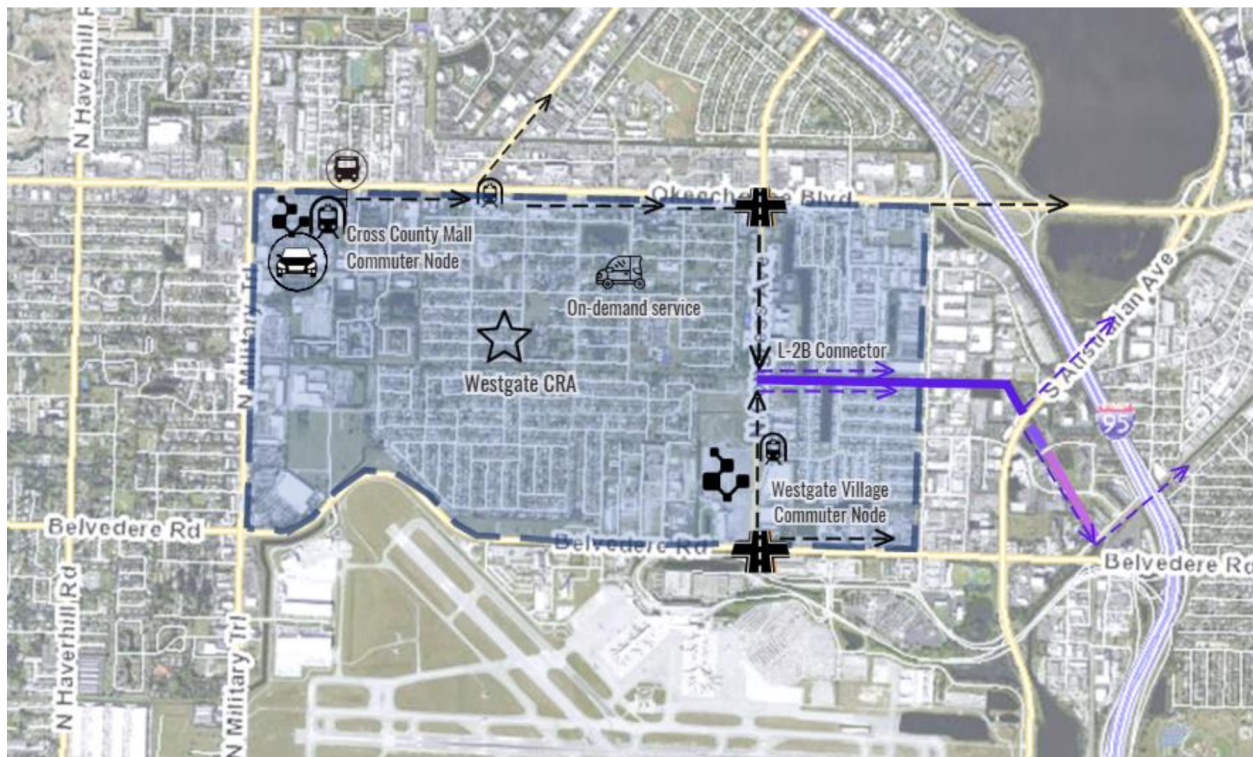 N Haverhill R
Okeechobee Blvd
Cross County Mall
Commuter Node
On-demand service
N Military Trl
L-2B Connector
S Australian Ave
Westgate CRA
95
Westgate Village
Commuter Node
Belvedere Rd
Belvedere Rd
Belvedere Rd
N Haverhill Rd
N Military Trl